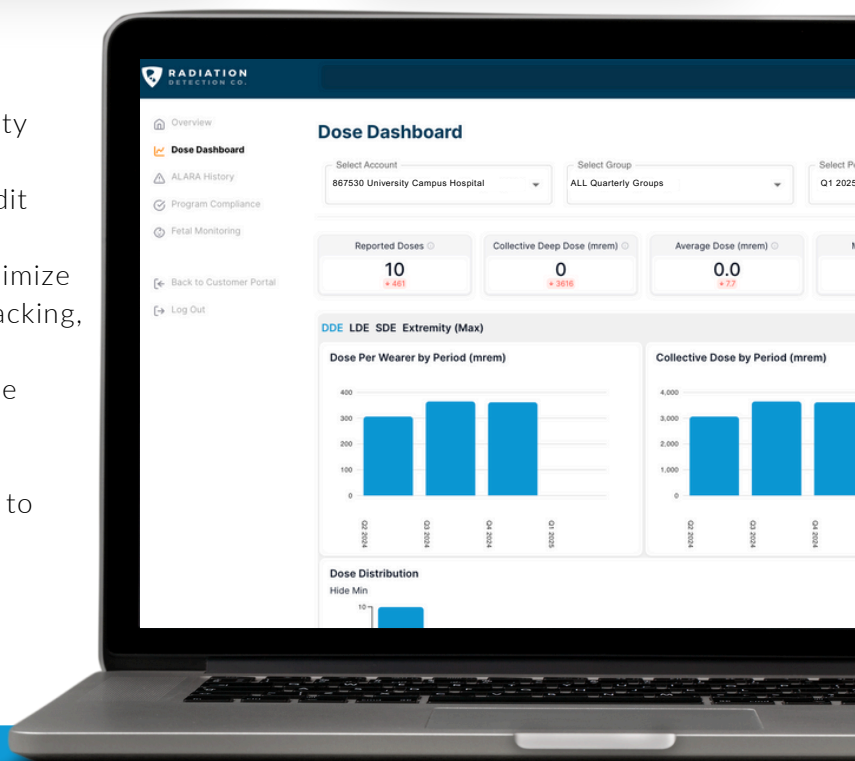 ty
dit
imize
acking,
e
to
RADIATION
DETECTION CO.
Overview
Dose Dashboard
ALARA History
Program Compliance
Fetal Monitoring
Back to Customer Portal
Log Out
Dose Dashboard
Select Account
867530 University Campus Hospital
Select Group
ALL Quarterly Groups
Select Pe
Q1 2025
Reported Doses
10
461
Collective Deep Dose (mrem)
0
3616
Average Dose (mrem)
0.0
7.7
M
DDE LDE SDE Extremity (Max)
Dose Per Wearer by Period (mrem)
400
300
200
100
0
Q2 2024
Q3 2024
Q4 2024
Q1 2025
Collective Dose by Period (mrem)
4,000
3,000
2,000
1,000
0
Q2 2024
Q3 2024
Q4 2024
Dose Distribution
Hide Min
10